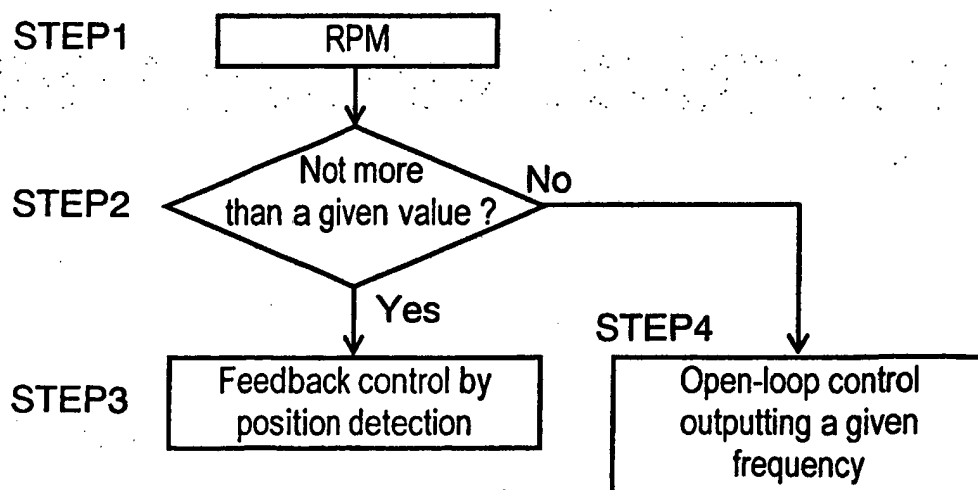 STEP1
RPM
STEP2
Not more
than a given value ?
No
Yes
STEP3
Feedback control by
position detection
STEP4
Open-loop control
outputting a given
frequency